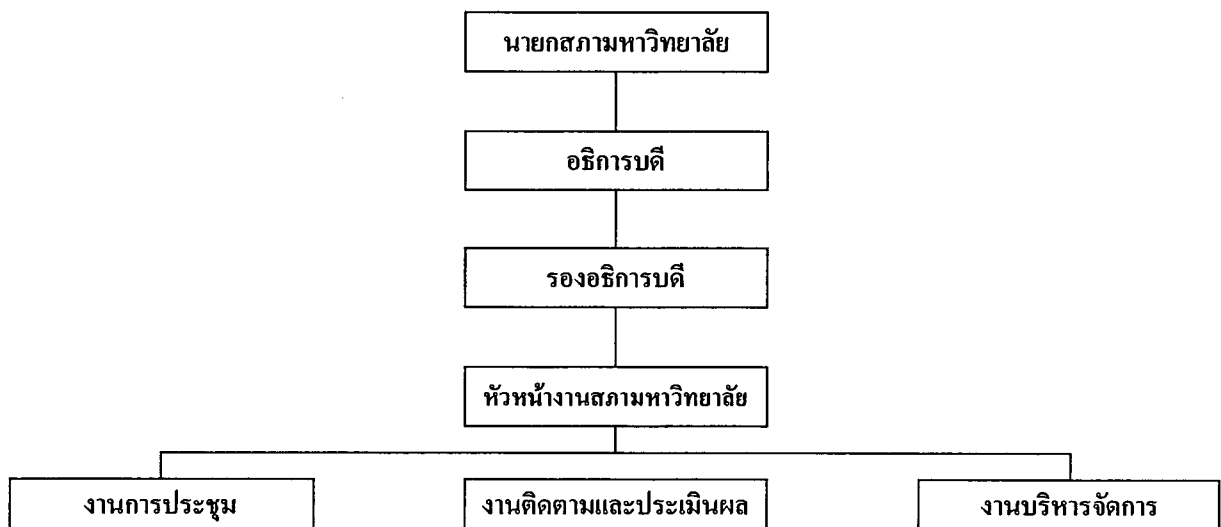 นายกสภามหาวิทยาลัย
อธิการบดี
รองอธิการบดี
หัวหน้างานสภามหาวิทยาลัย
งานการประชุม
งานติดตามและประเมินผล
งานบริหารจัดการ